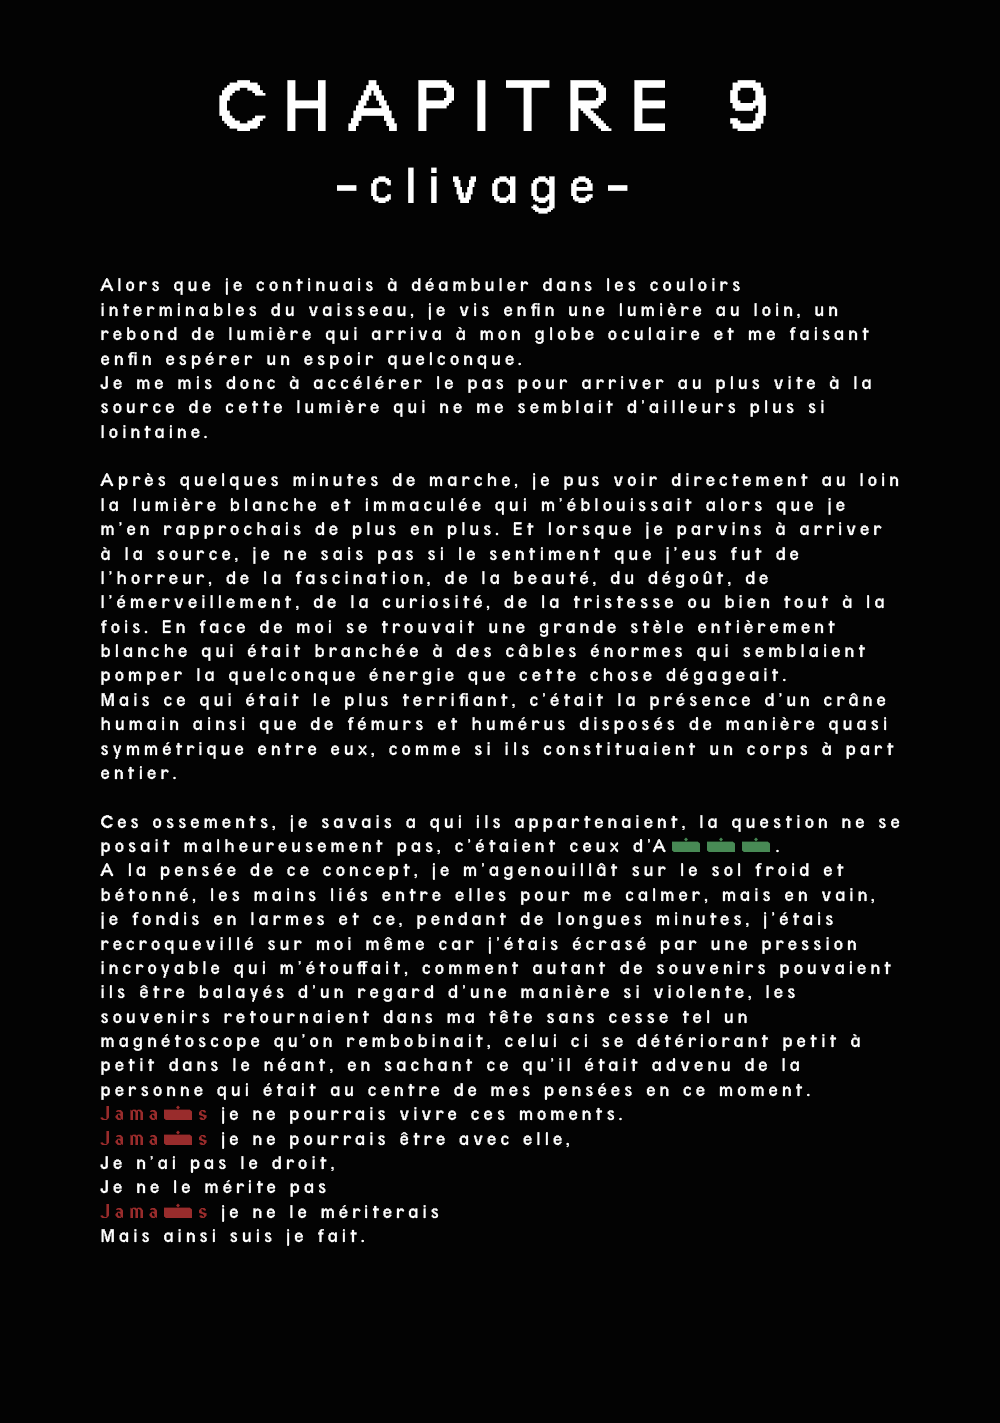 CHAPITRE 9
-clivage-
Alors que je continuais à déambuler dans les couloirs
interminables du vaisseau, je vis enfin une lumière au loin, un
rebond de lumière qui arriva à mon globe oculaire et me faisant
enfin espérer un espoir quelconque.
Je me mis donc à accélérer le pas pour arriver au plus vite à la
source de cette lumière qui ne me semblait d'ailleurs plus si
lointaine.
Après quelques minutes de marche, je pus voir directement au loin
la lumière blanche et immaculée qui m'éblouissait alors que je
m'en rapprochais de plus en plus. Et lorsque je parvins à arriver
à la source, je ne sais pas si le sentiment que j'eus fut de
l'horreur, de la fascination, de la beauté, du dégoût, de
l'émerveillement, de la curiosité, de la tristesse ou bien tout à la
fois. En face de moi se trouvait une grande stèle entièrement
blanche qui était branchée à des câbles énormes qui semblaient
pomper la quelconque énergie que cette chose dégageait.
Mais ce qui était le plus terrifiant, c'était la présence d'un crâne
humain ainsi que de fémurs et humérus disposés de manière quasi
symmétrique entre eux, comme si ils constituaient un corps à part
entier.
Ces ossements, je savais a qui ils appartenaient, la question ne se
posait malheureusement pas, c'étaient ceux d'A.
A la pensée de ce concept, je m'agenouillât sur le sol froid et
bétonné, les mains liés entre elles pour me calmer, mais en vain,
je fondis en larmes et ce, pendant de longues minutes, j'étais
recroquevillé sur moi même car j'étais écrasé par une pression
incroyable qui m'étouffait, comment autant de souvenirs pouvaient
ils être balayés d'un regard d'une manière si violente, les
souvenirs retournaient dans ma tête sans cesse tel un
magnétoscope qu'on rembobinait, celui ci se détériorant petit à
petit dans le néant, en sachant ce qu'il était advenu de la
personne qui était au centre de mes pensées en ce moment.
Jama s je ne pourrais vivre ces moments.
Jama s je ne pourrais être avec elle,
Je n'ai pas le droit,
Je ne le mérite pas
Jama s je ne le mériterais
Mais ainsi suis je fait.